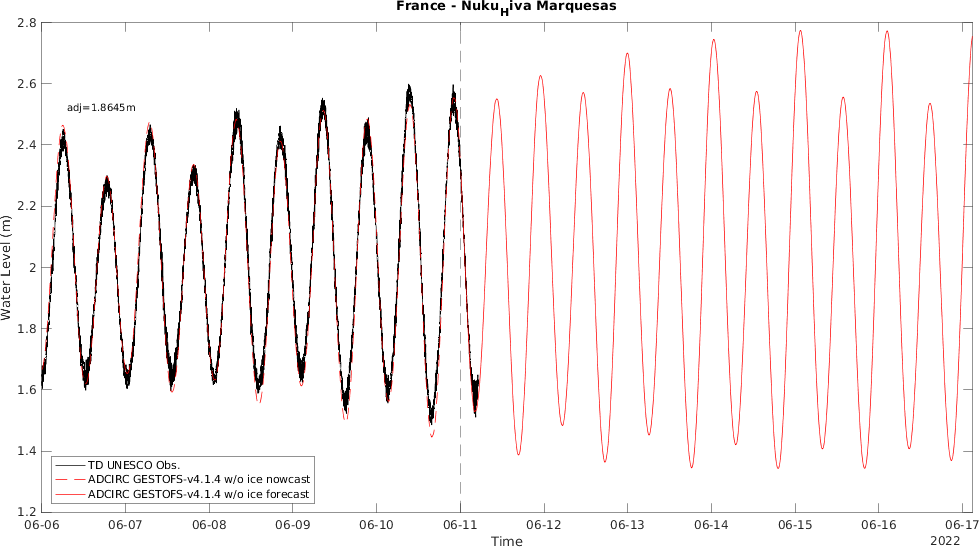 France - Nuku Hiva Marquesas
2.8
2.6
adj=1.8645m
2.4
2.2
Water Level (m)
2
1.8
1.6
1.4
TD UNESCO Obs.
ADCIRC GESTOFS-v4.1.4 w/o ice nowcast
ADCIRC GESTOFS-v4.1.4 w/o ice forecast
1.2
06-06 06-07 06-08 06-09 06-10 06-11 06-12 06-13 06-14 06-15 06-16 06-17
Time 2022